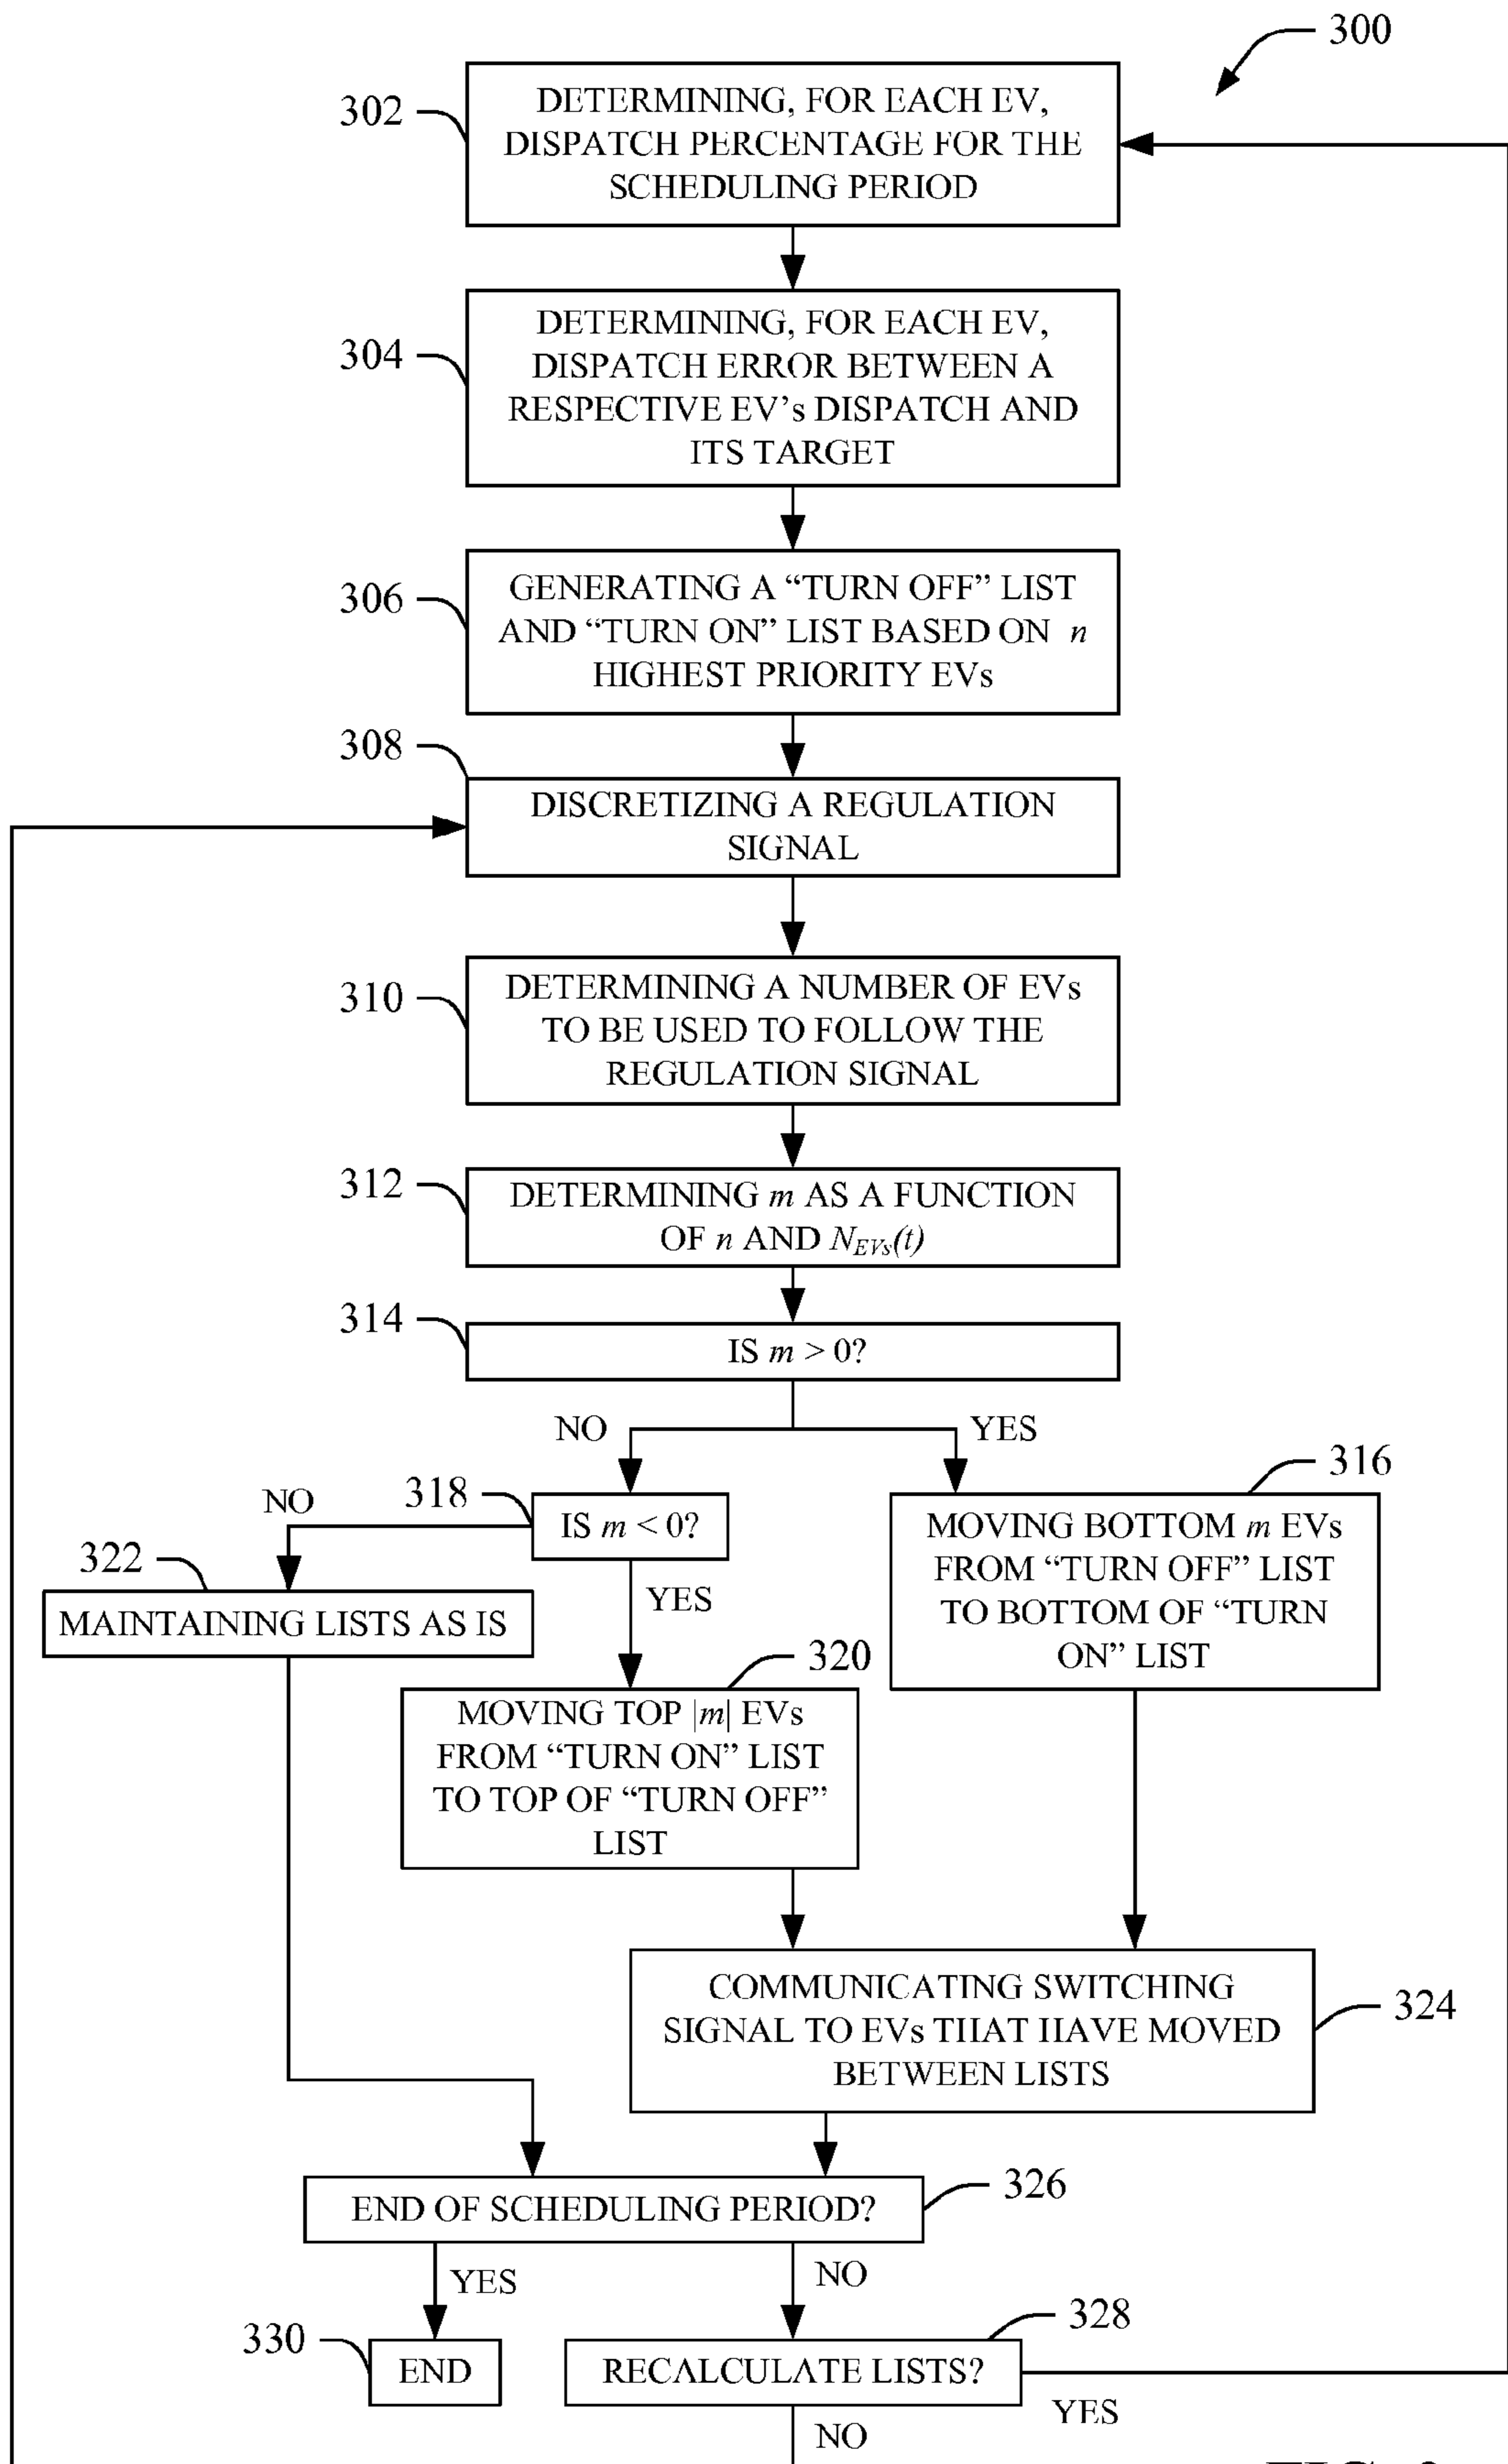 300
302
DETERMINING, FOR EACH EV,
DISPATCH PERCENTAGE FOR THE
SCHEDULING PERIOD
304
DETERMINING, FOR EACH EV,
DISPATCH ERROR BETWEEN A
RESPECTIVE EV's DISPATCH AND
ITS TARGET
306
GENERATING A “TURN OFF” LIST
AND “TURN ON” LIST BASED ON n
HIGHEST PRIORITY EVs
308
DISCRETIZING A REGULATION
SIGNAL
310
DETERMINING A NUMBER OF EVs
TO BE USED TO FOLLOW THE
REGULATION SIGNAL
312
DETERMINING m AS A FUNCTION
OF n AND NEVs(t)
314
IS m > 0?
NO
YES
316
MOVING BOTTOM m EVs
FROM “TURN OFF” LIST
TO BOTTOM OF “TURN
ON” LIST
318
IS m < 0?
NO
YES
322
MAINTAINING LISTS AS IS
320
MOVING TOP |m| EVs
FROM “TURN ON” LIST
TO TOP OF “TURN OFF”
LIST
324
COMMUNICATING SWITCHING
SIGNAL TO EVs THAT HAVE MOVED
BETWEEN LISTS
326
END OF SCHEDULING PERIOD?
YES
NO
330
END
328
RECALCULATE LISTS?
YES
NO